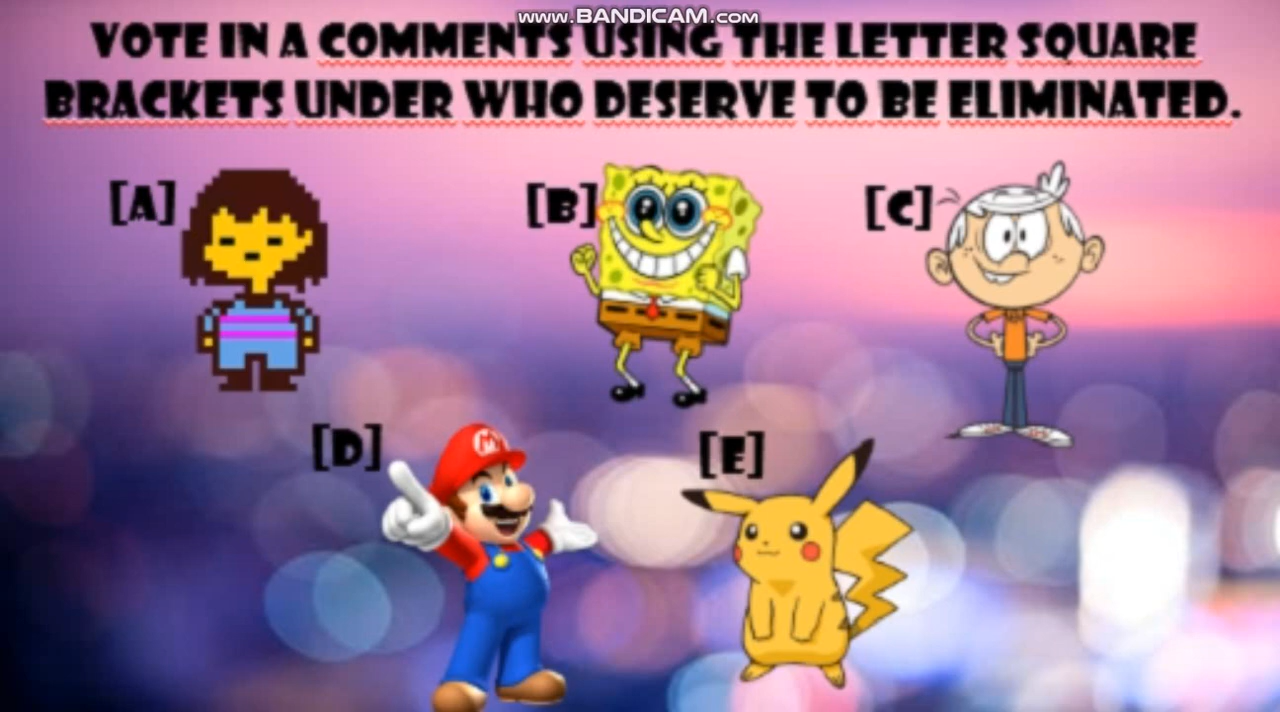 www.BANDICAM.com
VOTE IN A COMMENTS USING THE LETTER SQUARE
BRACKETS UNDER WHO DESERVE TO BE ELIMINATED.
[A]
[B]
[C]
[D]
M
[E]